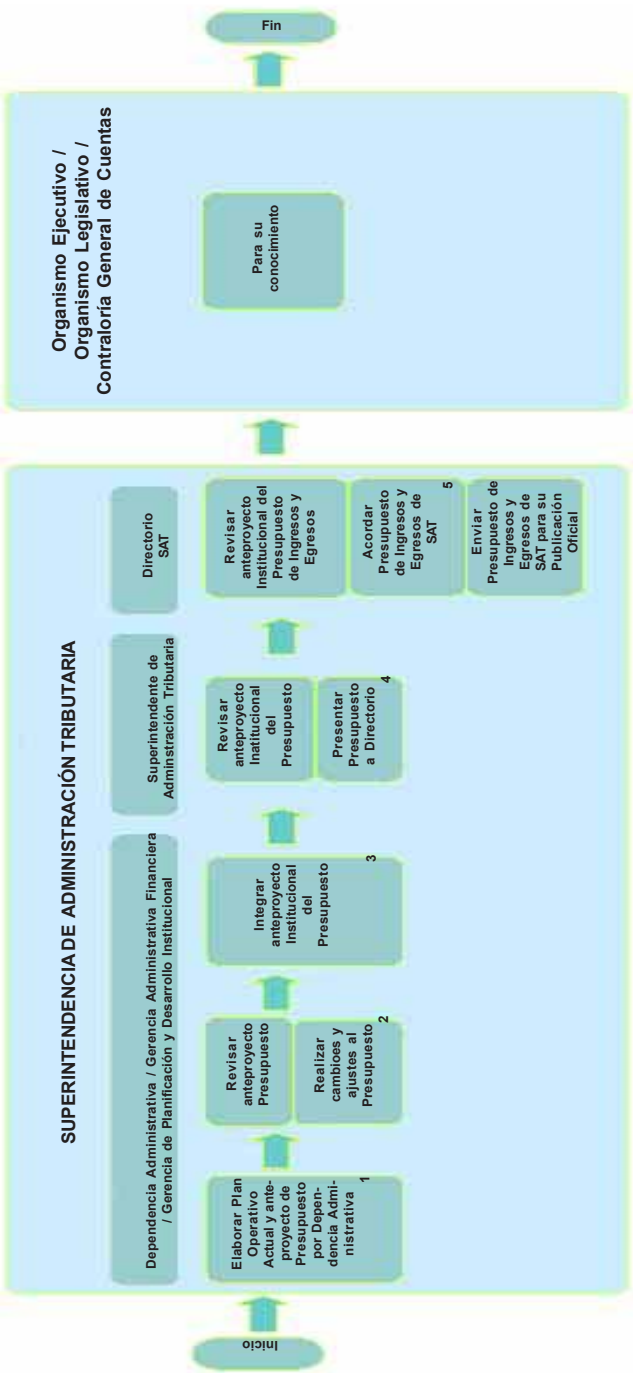 SUPERINTENDENCIA DE ADMINISTRACIÓN TRIBUTARIA
Dependencia Administrativa / Gerencia Administrativa Financiera
/ Gerencia de Planificación y Desarrollo Institucional
Superintendente de
Adminstración Tributaria
Directorio
SAT
Inicio
Elaborar Plan
Operativo
Actual y ante-
proyecto de
Presupuesto
por Depen-
dencia Admi-
nistrativa
1
Revisar
anteproyecto
Presupuesto
Realizar
cambioes y
ajustes al
Presupuesto
2
Integrar
anteproyecto
Institucional
del
Presupuesto
3
Revisar
anteproyecto
Inatitucional
del
Presupuesto
Presentar
Presupuesto
a Directorio
4
Revisar
anteproyecto
Institucional del
Presupuesto
de Ingresos y
Egresos
Acordar
Presupuesto
de Ingresos y
Egresos de
SAT
5
Enviar
Presupuesto de
Ingresos y
Egresos de
SAT para su
Publicación
Oficial
Organismo Ejecutivo /
Organismo Legislativo /
Contraloría General de Cuentas
Para su
conocimiento
Fin